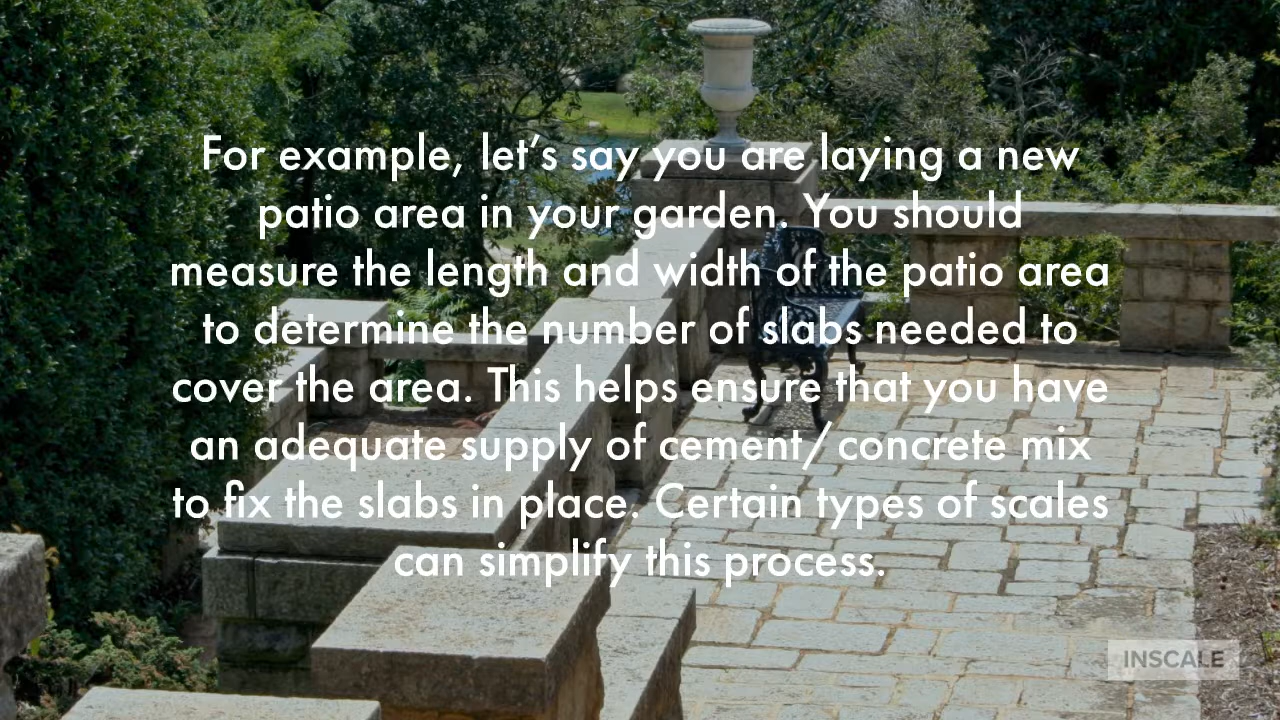 For example, let’s say you are laying a new
patio area in your garden. You should
measure the length and width of the patio area
to determine the number of slabs needed to
cover the area. This helps ensure that you have
an adequate supply of cement/concrete mix
to fix the slabs in place. Certain types of scales
can simplify this process.
INSCALE